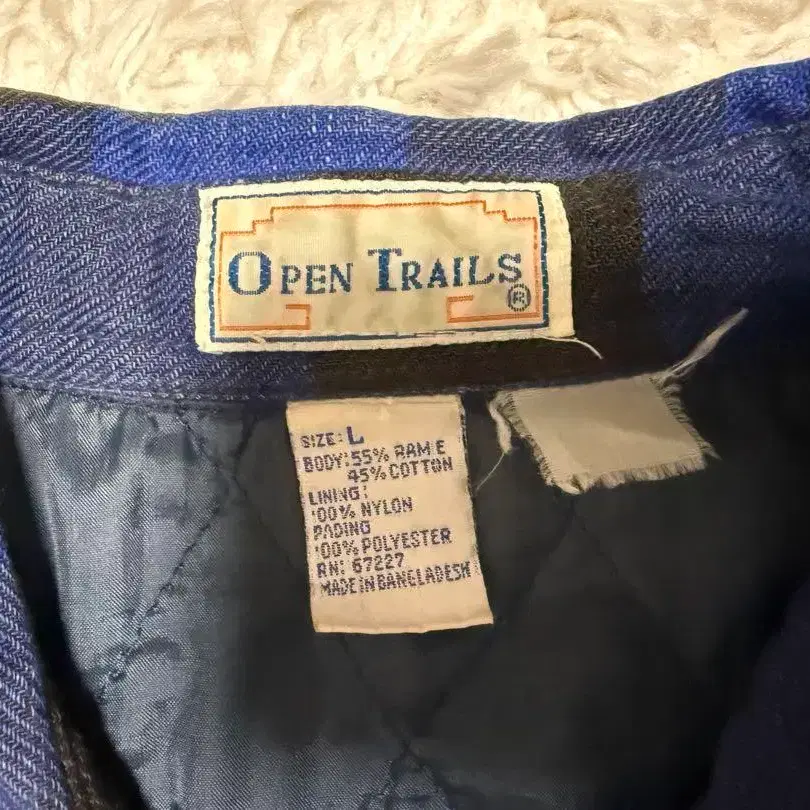 OPEN TRAILS
®
SIZE: L
BODY: 55% RAMIE
45% COTTON
LINING:
100% NYLON
PADING
100% POLYESTER
RN: 67227
MADE IN BANGLADESH